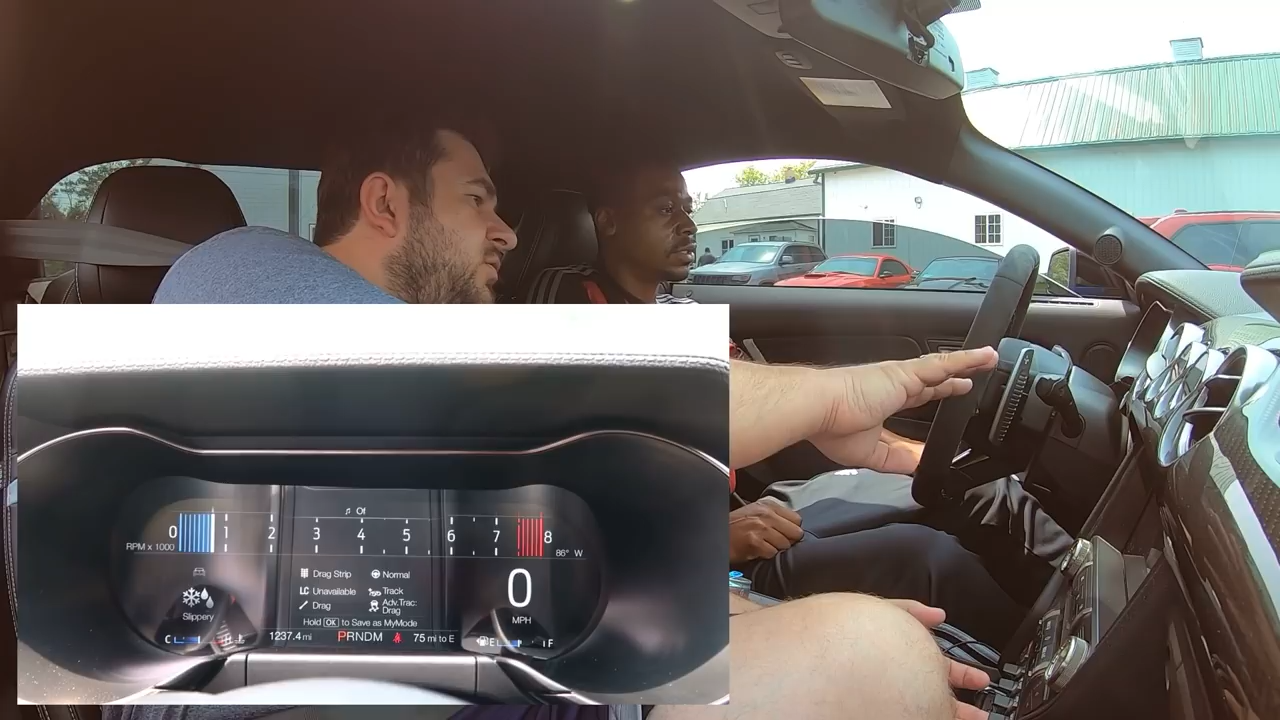 ♬ Of
0 1 2 3 4 5 6 7 8
RPM x 1000
86° W
Drag Strip
Normal
LC Unavailable
Track
Drag
Adv.Trac: Drag
Slippery
0
MPH
Hold OK to Save as MyMode
C H
1237.4 mi
PRNDM
75 mi to E
E F